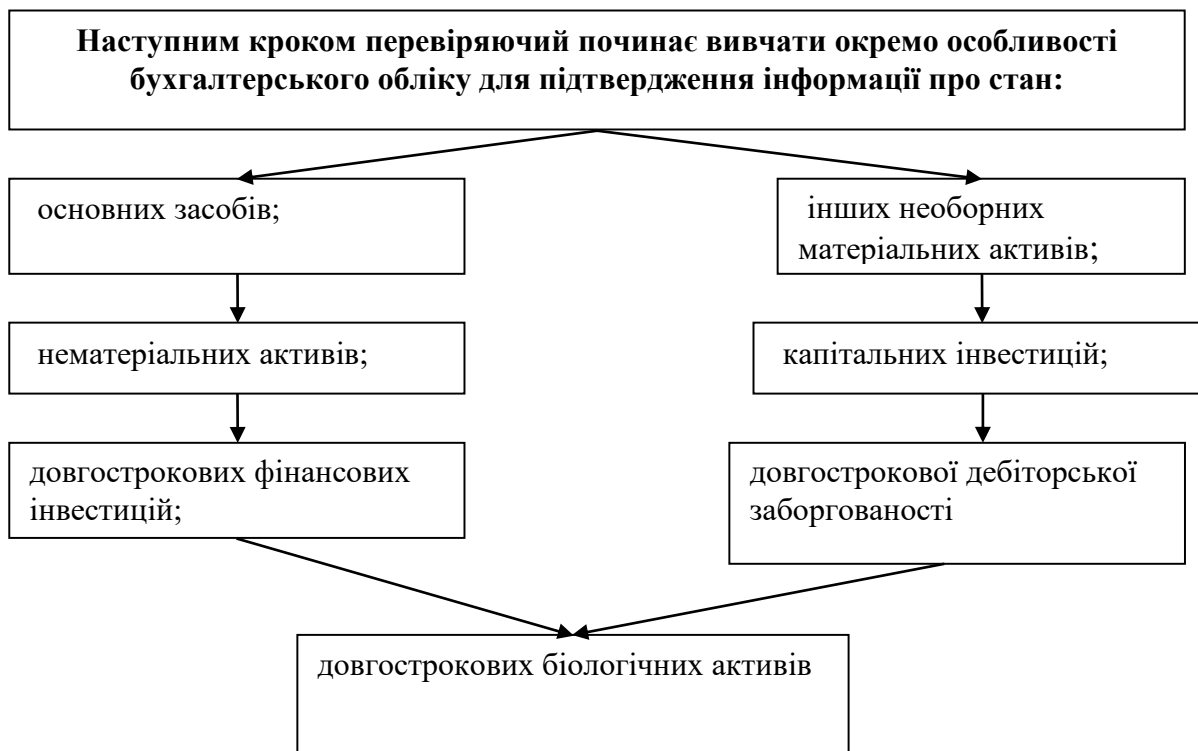 Наступним кроком перевіряючий починає вивчати окремо особливості
бухгалтерського обліку для підтвердження інформації про стан:
основних засобів;
інших необорних
матеріальних активів;
нематеріальних активів;
капітальних інвестицій;
довгострокових фінансових
інвестицій;
довгострокової дебіторської
заборгованості
довгострокових біологічних активів